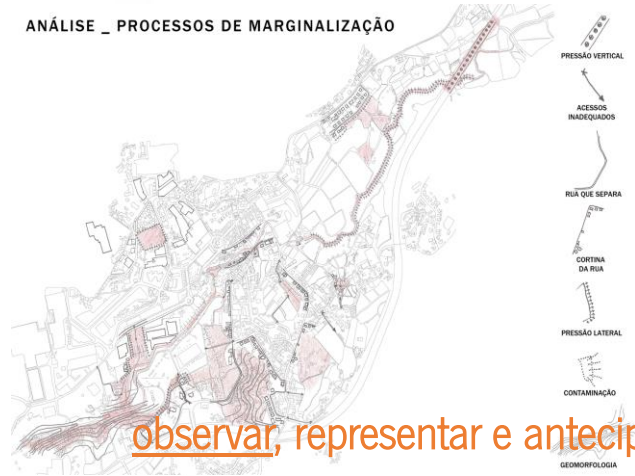 ANÁLISE _ PROCESSOS DE MARGINALIZAÇÃO
PRESSÃO VERTICAL
ACESSOS
INADEQUADOS
RUA QUE SEPARA
CORTINA
DA RUA
PRESSÃO LATERAL
CONTAMINAÇÃO
observar, representar e antecip
GEOMORFOLOGIA